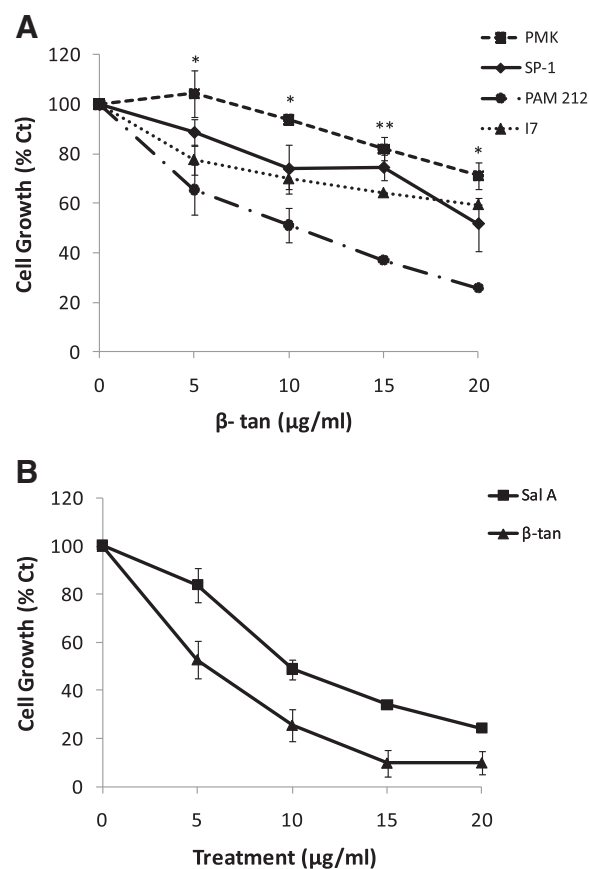 A
PMK
SP-1
PAM 212
I7
120
100
80
60
40
20
0
*
*
**
*
0 5 10 15 20
Cell Growth (% Ct)
β- tan (μg/ml)
B
Sal A
β-tan
120
100
80
60
40
20
0
0 5 10 15 20
Cell Growth (% Ct)
Treatment (μg/ml)